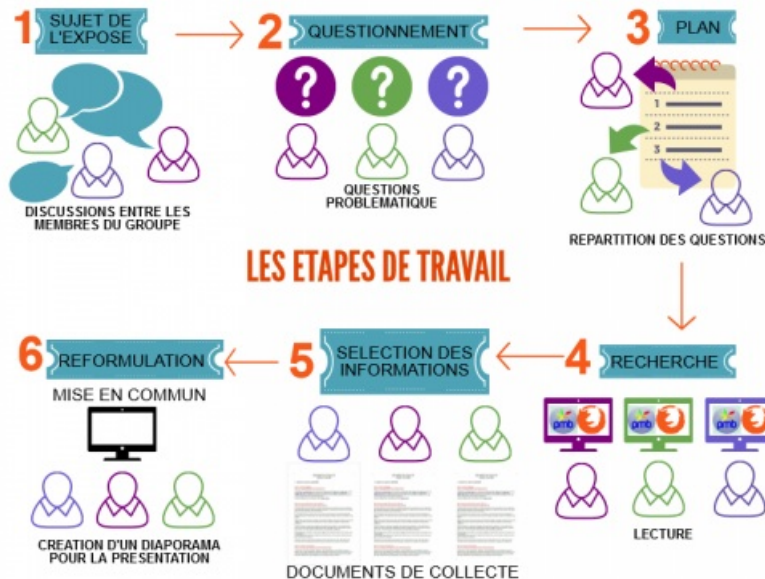 1 SUJET DE
L'EXPOSE
DISCUSSIONS ENTRE LES
MEMBRES DU GROUPE
2 QUESTIONNEMENT
? ? ?
QUESTIONS
PROBLEMATIQUE
3 PLAN
1
2
3
REPARTITION DES QUESTIONS
LES ETAPES DE TRAVAIL
4 RECHERCHE
pmb pmb pmb
LECTURE
5 SELECTION DES
INFORMATIONS
DOCUMENTS DE COLLECTE
6 REFORMULATION
MISE EN COMMUN
CREATION D'UN DIAPORAMA
POUR LA PRESENTATION